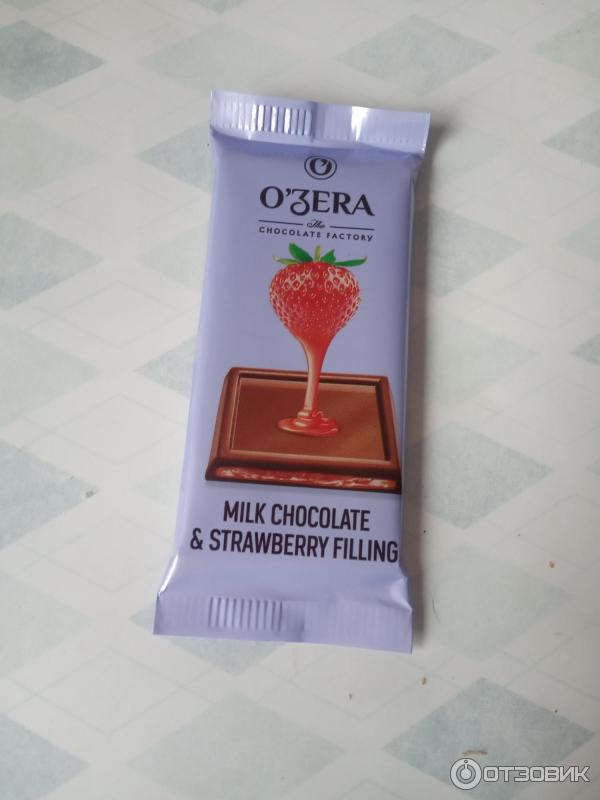 O'ZERA
The
CHOCOLATE FACTORY
MILK CHOCOLATE
& STRAWBERRY FILLING
ОТЗОВИК